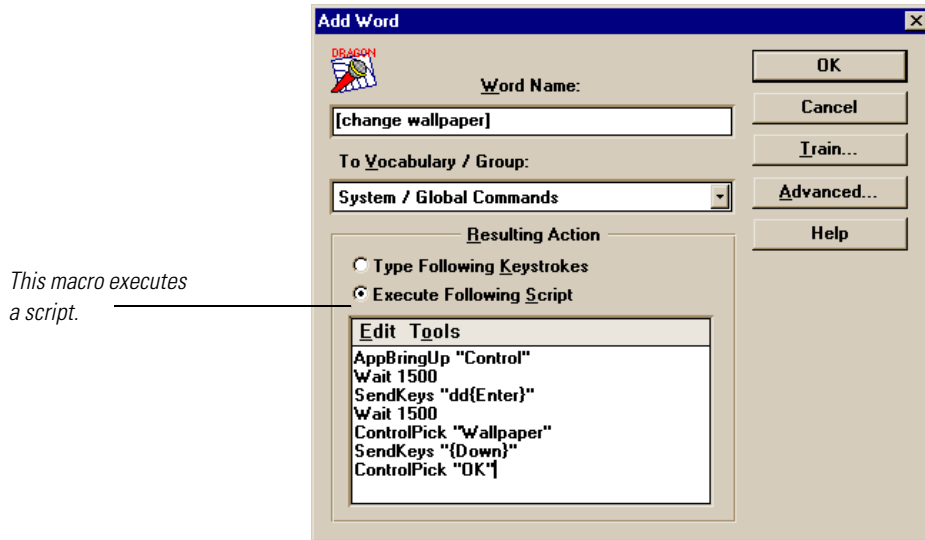 Add Word
DRAGON
Word Name:
[change wallpaper]
To Vocabulary / Group:
System / Global Commands
OK
Cancel
Train...
Advanced...
Help
Resulting Action
Type Following Keystrokes
Execute Following Script
This macro executes
a script.
Edit Tools
AppBringUp "Control"
Wait 1500
SendKeys "dd{Enter}"
Wait 1500
ControlPick "Wallpaper"
SendKeys "{Down}"
ControlPick "OK"